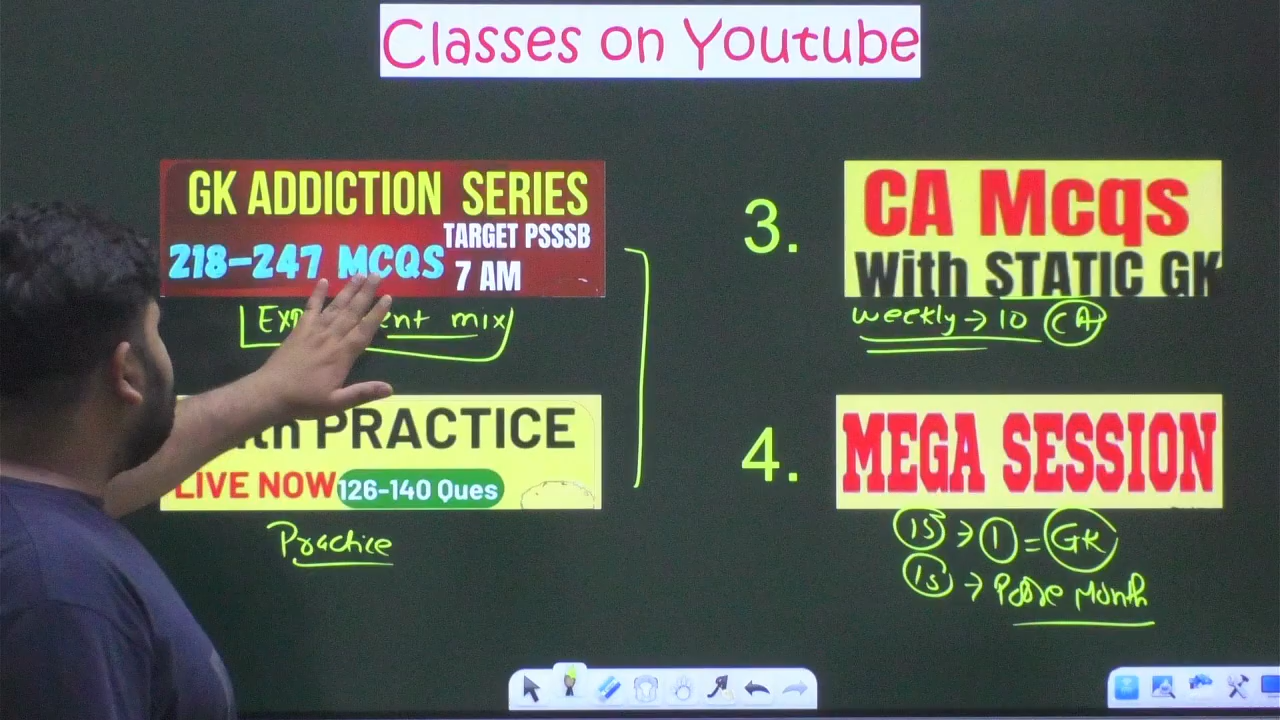 Classes on Youtube
GK ADDICTION SERIES
TARGET PSSSB
218–247 MCQS
7 AM
mix
PRACTICE
LIVE NOW
126-140 Ques
Practice
3.
CA Mcqs
With STATIC GK
weekly → 10 CA
4.
MEGA SESSION
15 → 1 = GK
15 → Month